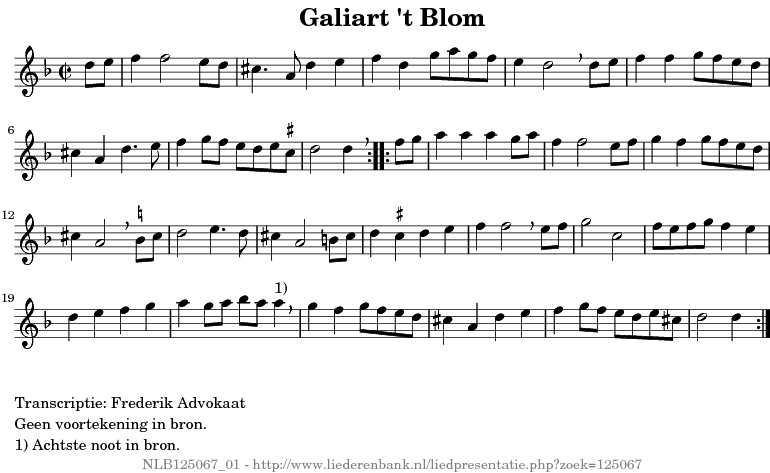 Galiart 't Blom
6
12
19
1)
Transcriptie: Frederik Advokaat
Geen voortekening in bron.
1) Achtste noot in bron.
NLB125067_01 - http://www.liederenbank.nl/liedpresentatie.php?zoek=125067